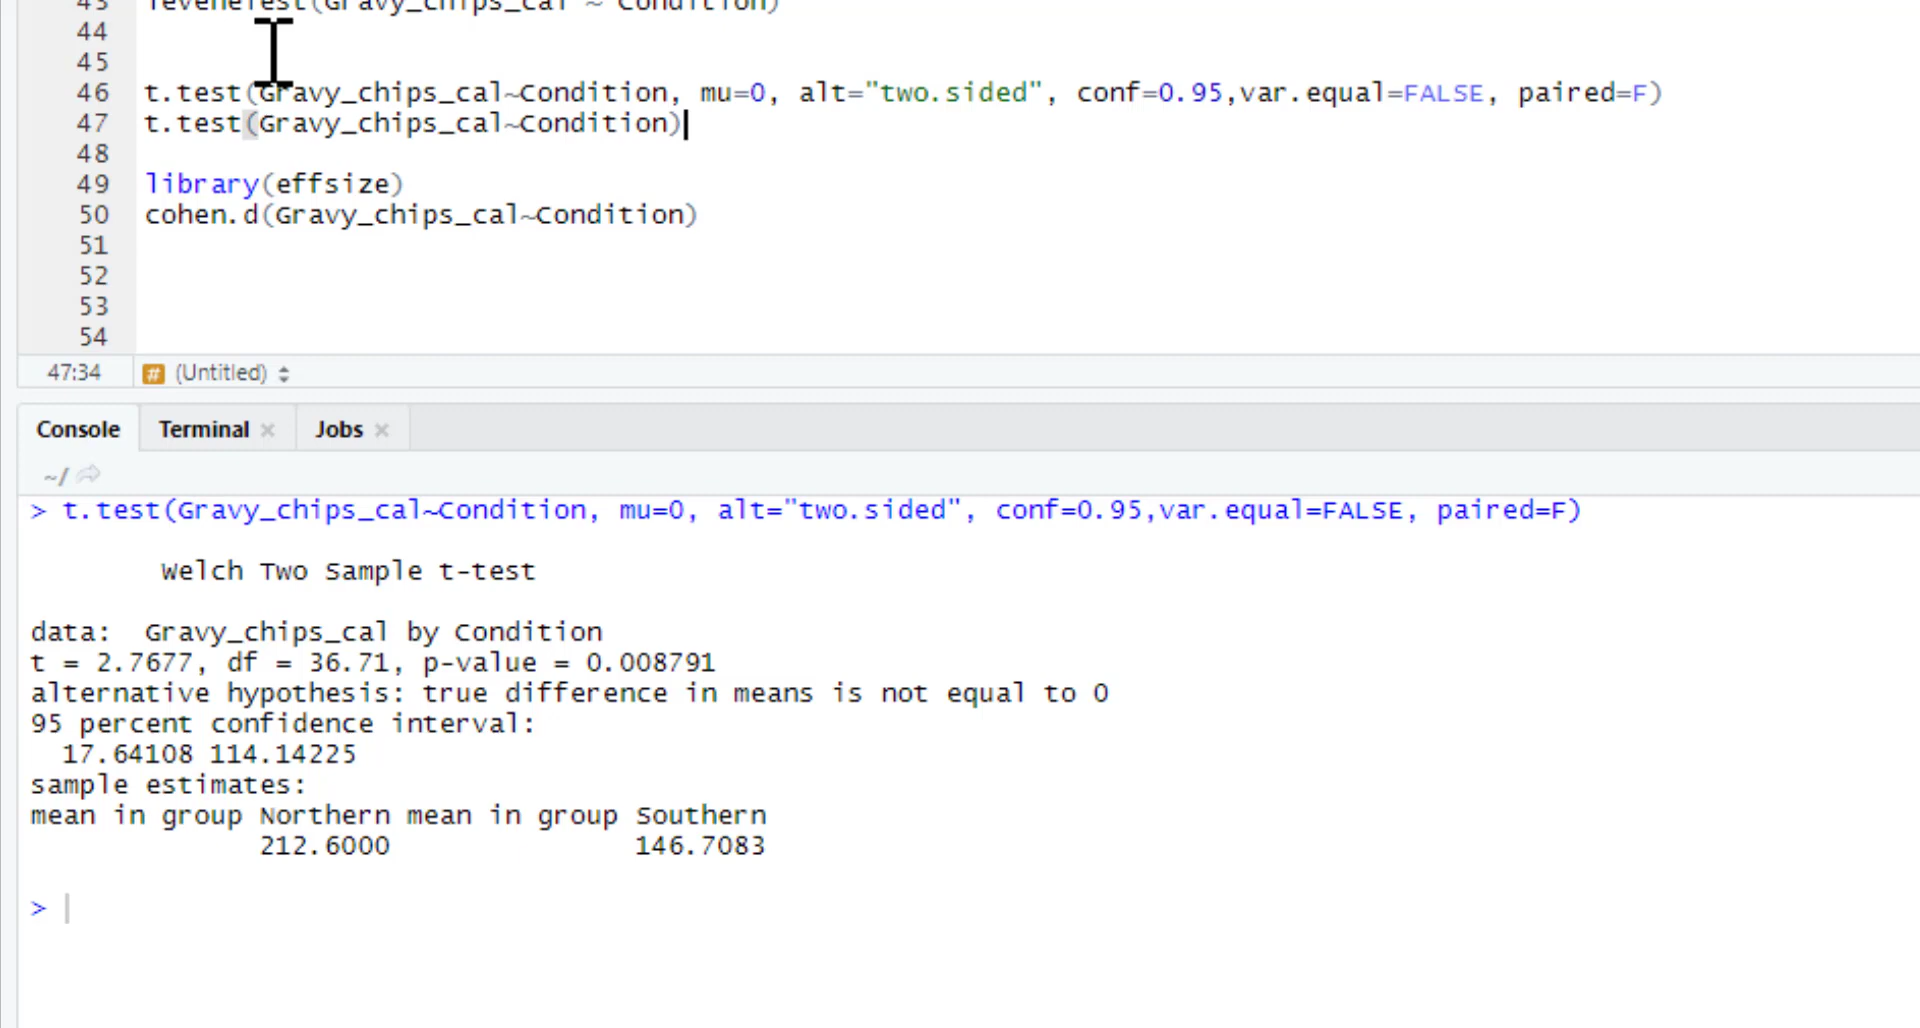 43 leveneTest(Gravy_chips_cal ~ Condition)
44
45
46 t.test(Gravy_chips_cal~Condition, mu=0, alt="two.sided", conf=0.95,var.equal=FALSE, paired=F)
47 t.test(Gravy_chips_cal~Condition)
48
49 library(effsize)
50 cohen.d(Gravy_chips_cal~Condition)
51
52
53
54
47:34 # (Untitled)
Console Terminal Jobs
~/
> t.test(Gravy_chips_cal~Condition, mu=0, alt="two.sided", conf=0.95,var.equal=FALSE, paired=F)
Welch Two Sample t-test
data: Gravy_chips_cal by Condition
t = 2.7677, df = 36.71, p-value = 0.008791
alternative hypothesis: true difference in means is not equal to 0
95 percent confidence interval:
17.64108 114.14225
sample estimates:
mean in group Northern mean in group Southern
212.6000 146.7083
>